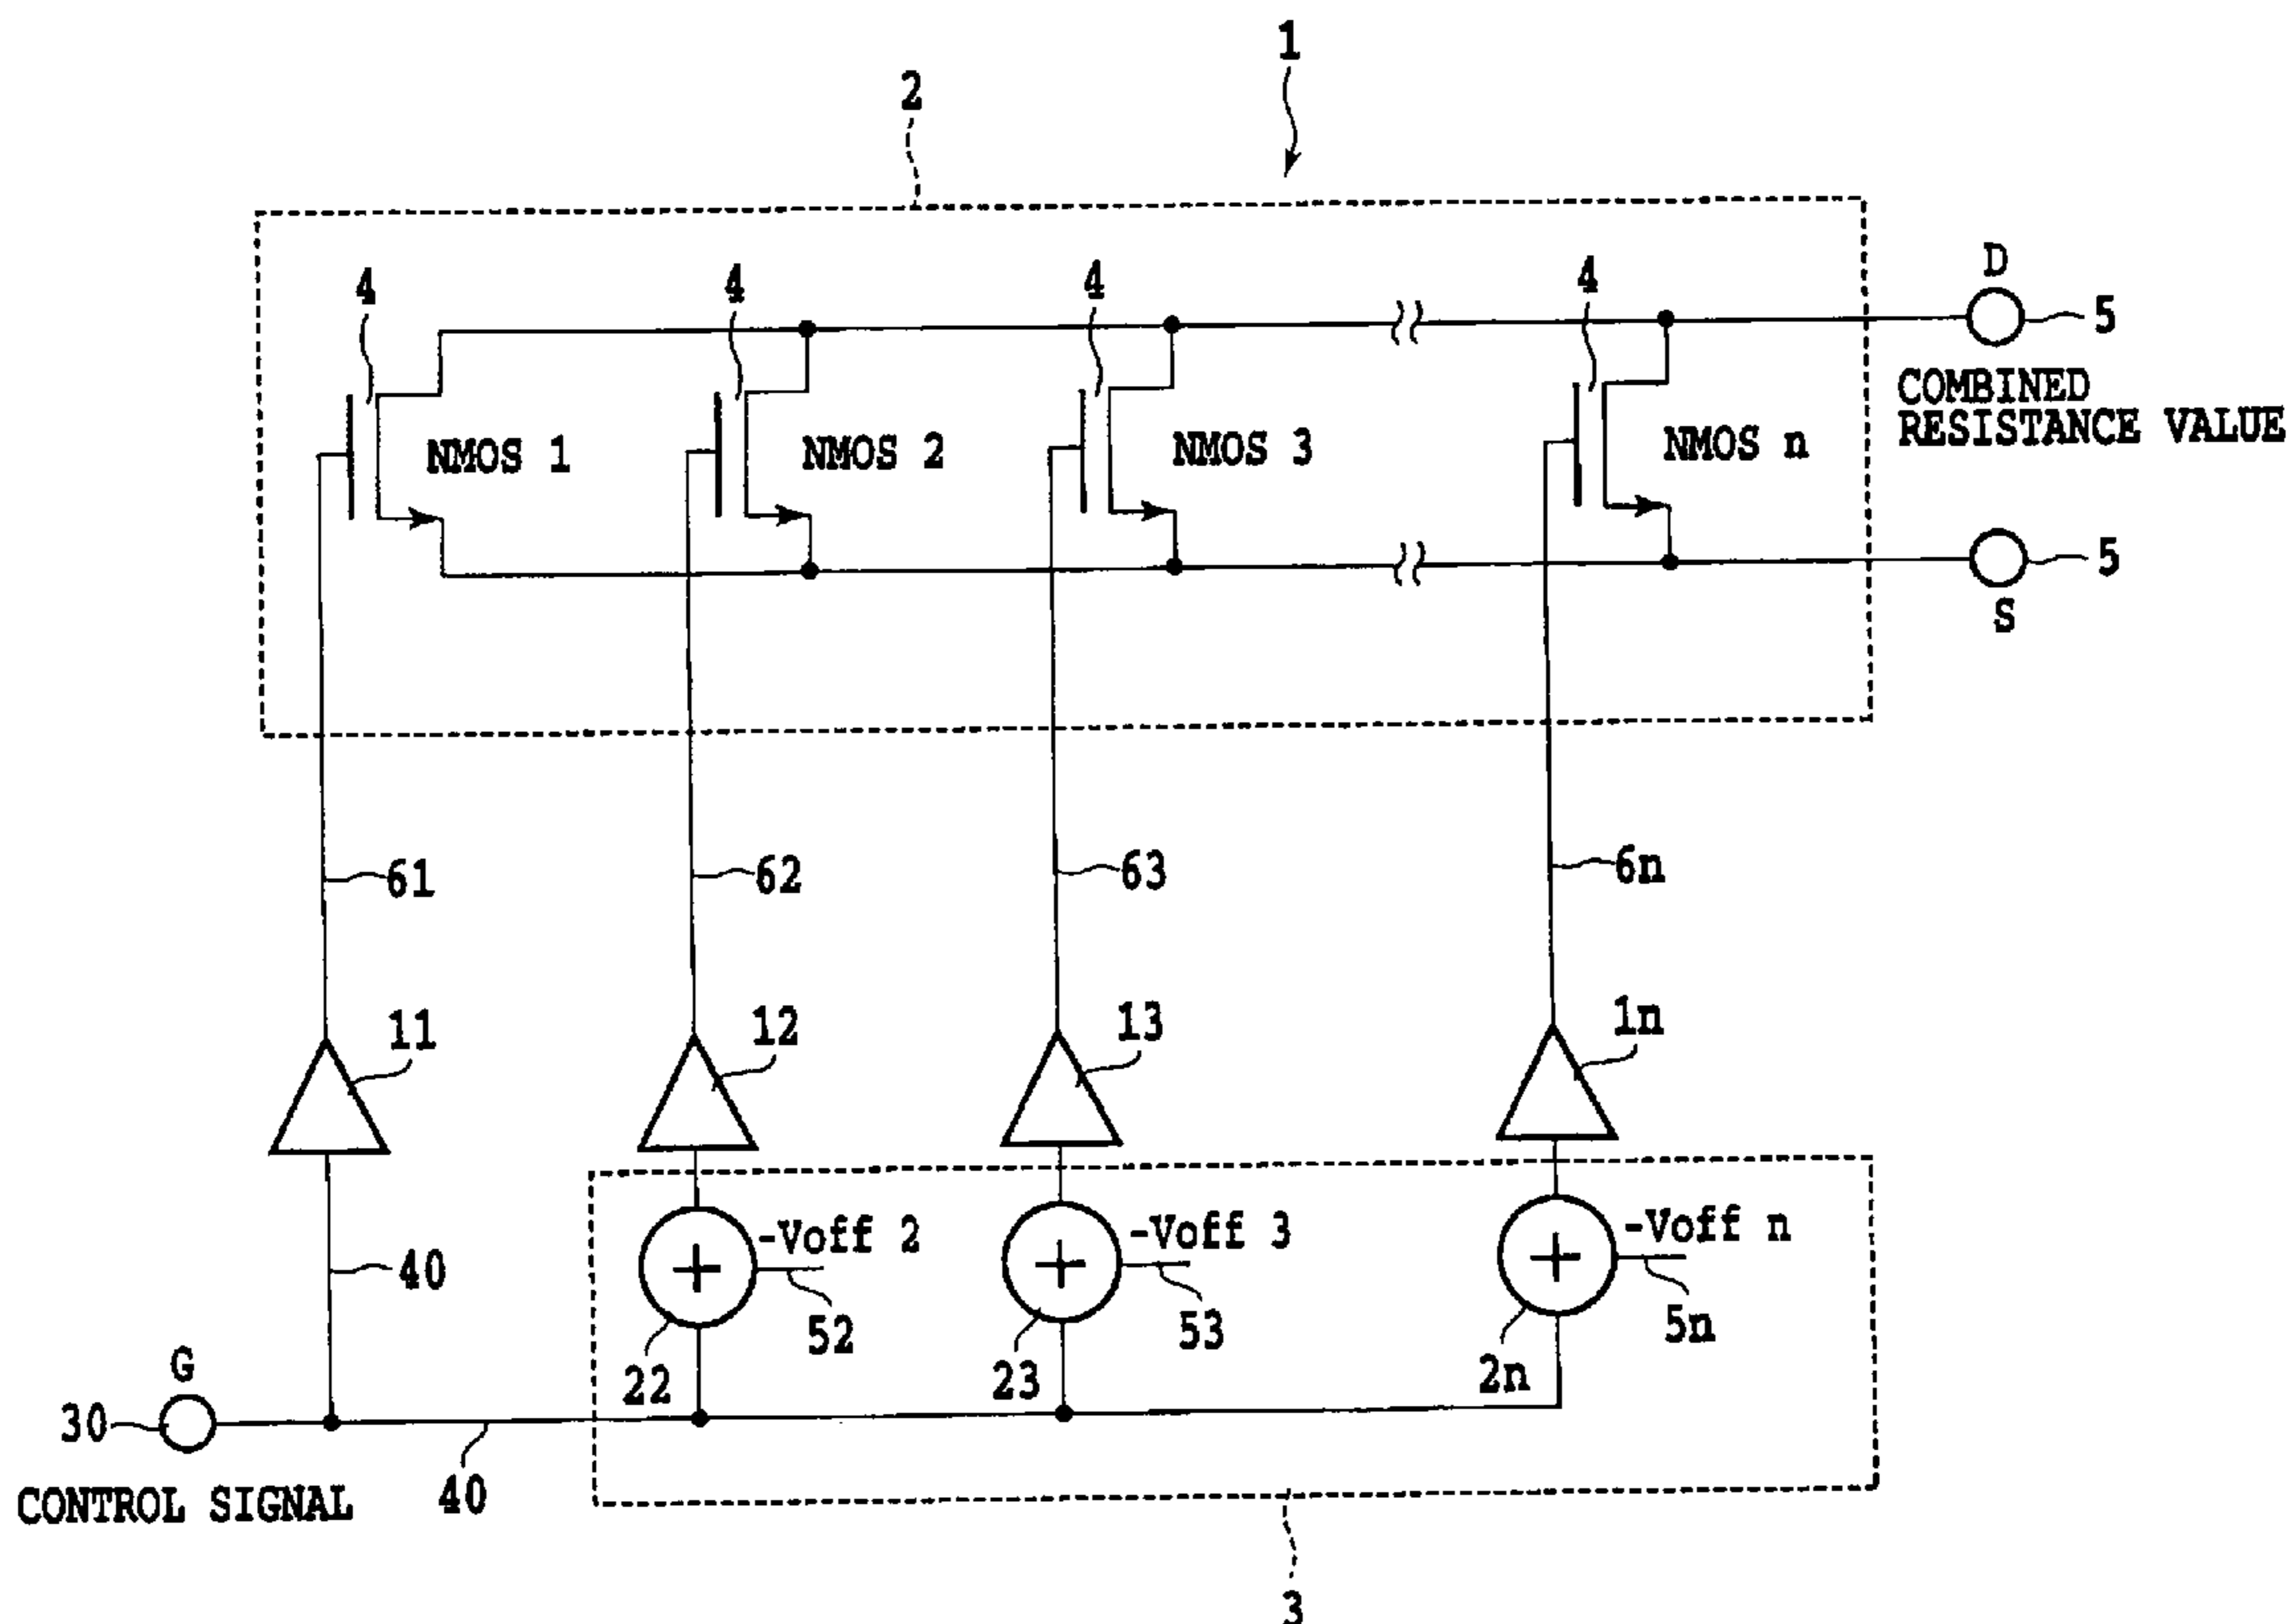 1
2
4
4
4
4
D
5
COMBINED
RESISTANCE VALUE
NMOS 1
NMOS 2
NMOS 3
NMOS n
5
S
61
62
63
6n
11
12
13
1n
-Voff 2
-Voff 3
-Voff n
40
52
53
5n
22
23
2n
G
30
40
CONTROL SIGNAL
3